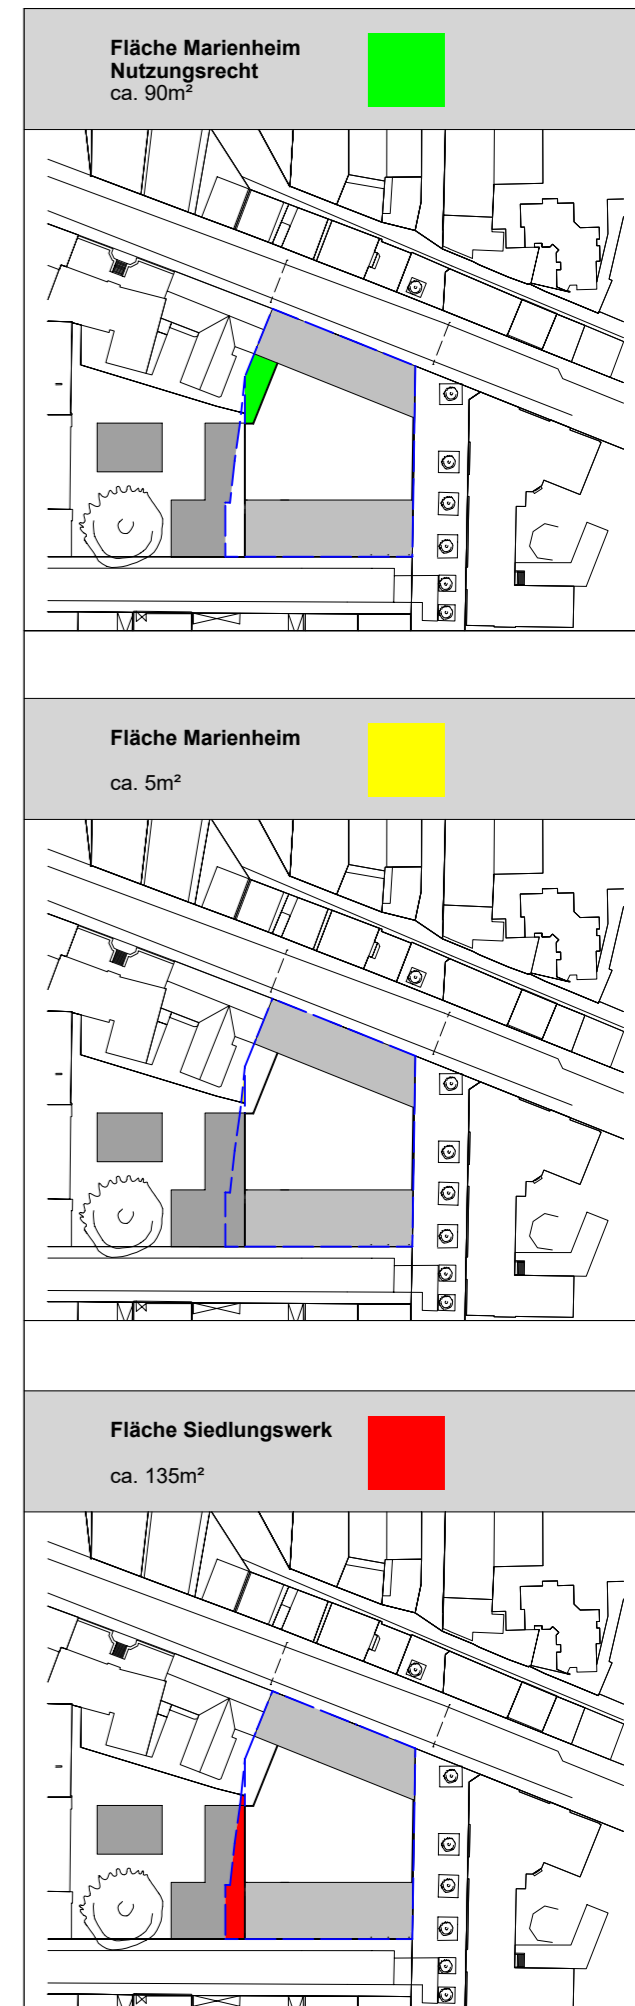 Fläche Marienheim
Nutzungsrecht
ca. 90m²
Fläche Marienheim
ca. 5m²
Fläche Siedlungswerk
ca. 135m²